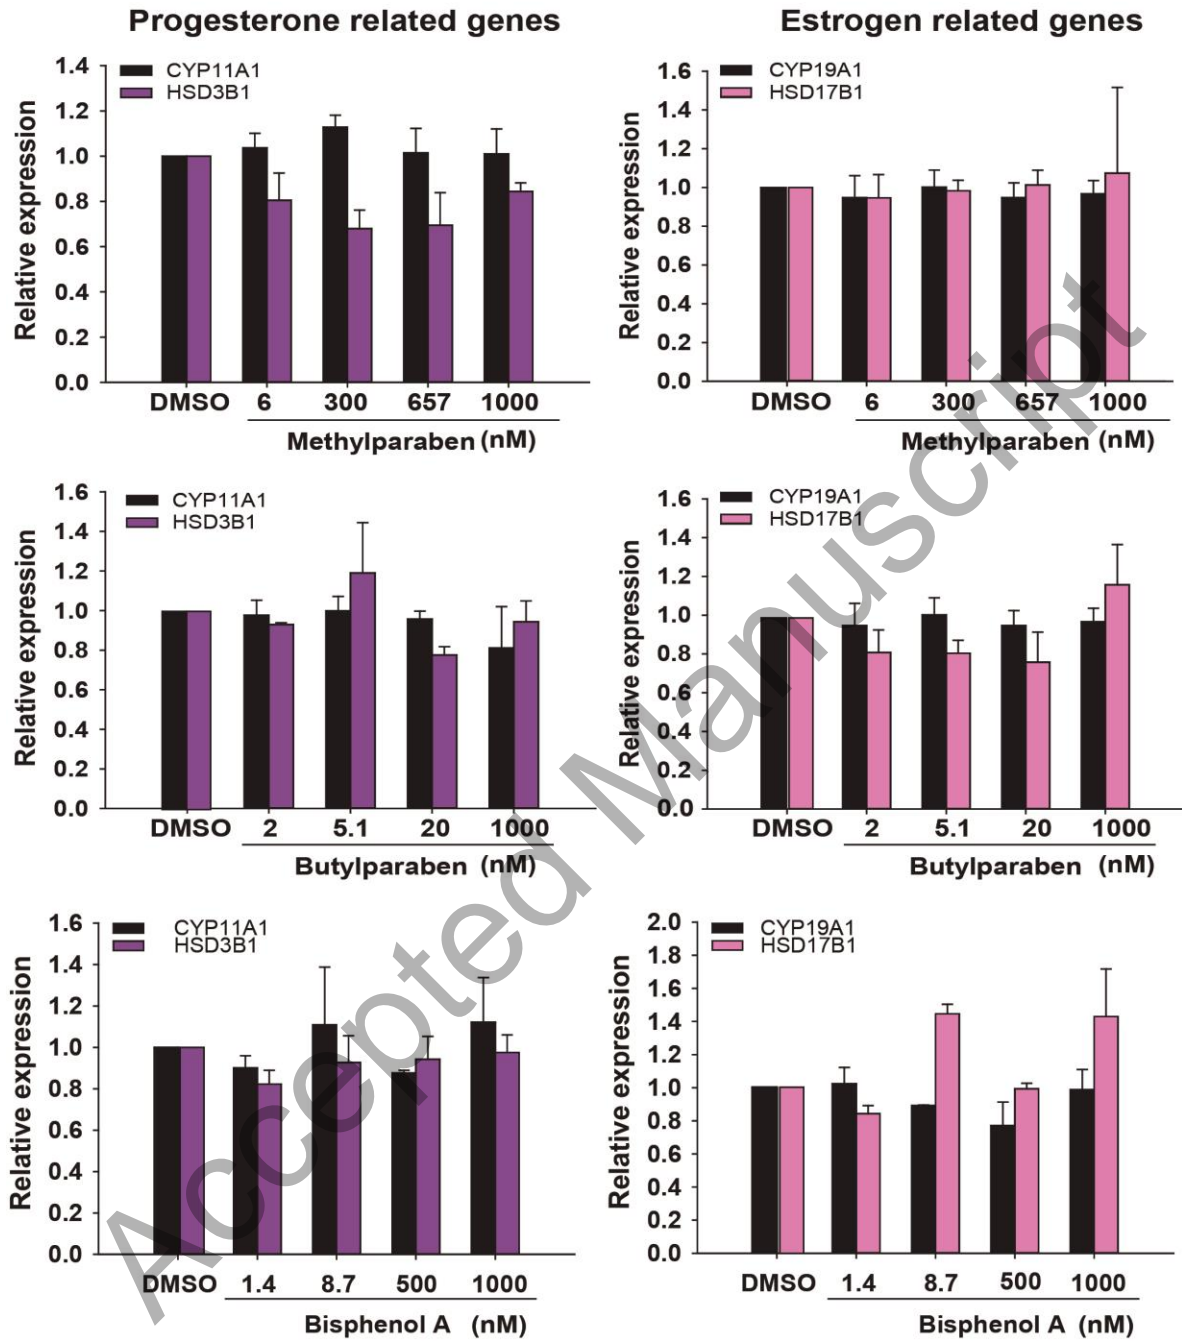 Progesterone related genes
Estrogen related genes
CYP11A1
HSD3B1
Relative expression
1.4
1.2
1.0
0.8
0.6
0.4
0.2
0.0
DMSO 6 300 657 1000
Methylparaben (nM)
CYP19A1
HSD17B1
Relative expression
1.6
1.4
1.2
1.0
0.8
0.6
0.4
0.2
0.0
DMSO 6 300 657 1000
Methylparaben (nM)
CYP11A1
HSD3B1
Relative expression
1.6
1.4
1.2
1.0
0.8
0.6
0.4
0.2
0.0
DMSO 2 5.1 20 1000
Butylparaben (nM)
CYP19A1
HSD17B1
Relative expression
1.6
1.4
1.2
1.0
0.8
0.6
0.4
0.2
0.0
DMSO 2 5.1 20 1000
Butylparaben (nM)
CYP11A1
HSD3B1
Relative expression
1.6
1.4
1.2
1.0
0.8
0.6
0.4
0.2
0.0
DMSO 1.4 8.7 500 1000
Bisphenol A (nM)
CYP19A1
HSD17B1
Relative expression
2.0
1.8
1.6
1.4
1.2
1.0
0.8
0.6
0.4
0.2
0.0
DMSO 1.4 8.7 500 1000
Bisphenol A (nM)
Accepted Manuscript